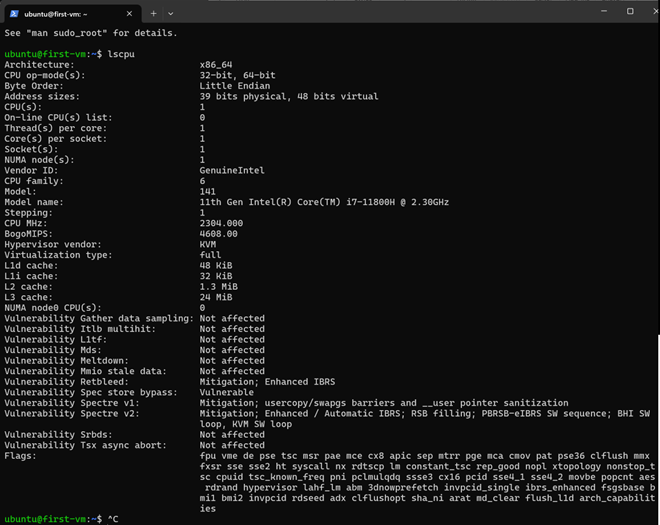 ubuntu@first-vm: ~
See "man sudo_root" for details.
ubuntu@first-vm:~$ lscpu
Architecture: x86_64
CPU op-mode(s): 32-bit, 64-bit
Byte Order: Little Endian
Address sizes: 39 bits physical, 48 bits virtual
CPU(s): 1
On-line CPU(s) list: 0
Thread(s) per core: 1
Core(s) per socket: 1
Socket(s): 1
NUMA node(s): 1
Vendor ID: GenuineIntel
CPU family: 6
Model: 141
Model name: 11th Gen Intel(R) Core(TM) i7-11800H @ 2.30GHz
Stepping: 1
CPU MHz: 2304.000
BogoMIPS: 4608.00
Hypervisor vendor: KVM
Virtualization type: full
L1d cache: 48 KiB
L1i cache: 32 KiB
L2 cache: 1.3 MiB
L3 cache: 24 MiB
NUMA node0 CPU(s): 0
Vulnerability Gather data sampling: Not affected
Vulnerability Itlb multihit: Not affected
Vulnerability L1tf: Not affected
Vulnerability Mds: Not affected
Vulnerability Meltdown: Not affected
Vulnerability Mmio stale data: Not affected
Vulnerability Retbleed: Mitigation; Enhanced IBRS
Vulnerability Spec store bypass: Vulnerable
Vulnerability Spectre v1: Mitigation; usercopy/swapgs barriers and __user pointer sanitization
Vulnerability Spectre v2: Mitigation; Enhanced / Automatic IBRS; RSB filling; PBRSB-eIBRS SW sequence; BHI SW
loop, KVM SW loop
Vulnerability Srbds: Not affected
Vulnerability Tsx async abort: Not affected
Flags: fpu vme de pse tsc msr pae mce cx8 apic sep mtrr pge mca cmov pat pse36 clflush mmx
fxsr sse sse2 ht syscall nx rdtscp lm constant_tsc rep_good nopl xtopology nonstop_t
sc cpuid tsc_known_freq pni pclmulqdq ssse3 cx16 pcid sse4_1 sse4_2 movbe popcnt aes
rdrand hypervisor lahf_lm abm 3dnowprefetch invpcid_single ibrs_enhanced fsgsbase b
mi1 bmi2 invpcid rdseed adx clflushopt sha_ni arat md_clear flush_l1d arch_capabilit
ies
ubuntu@first-vm:~$ ^C